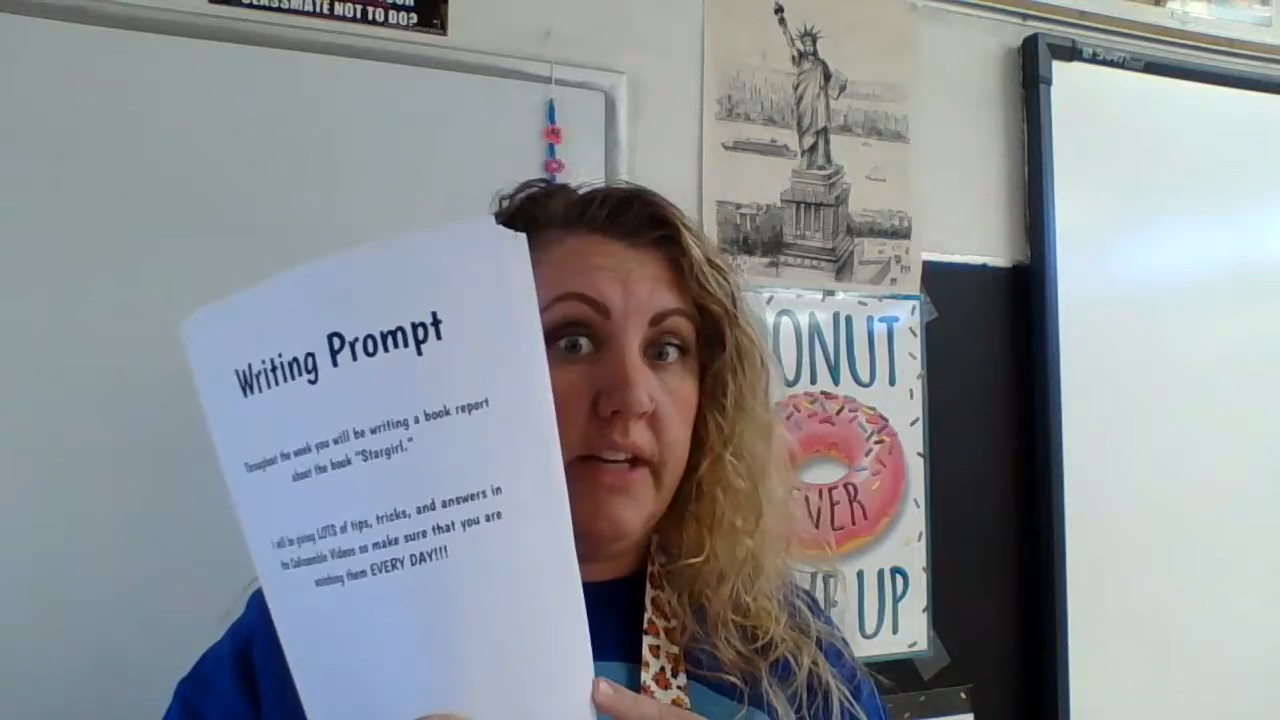 CLASSMATE NOT TO DO?
Writing Prompt
Throughout the week you will be writing a book report
about the book "Stargirl."
I will be giving LOTS of tips, tricks, and answers in
the Videos so make sure that you are
watching them EVERY DAY!!!
ONUT
VER
UP